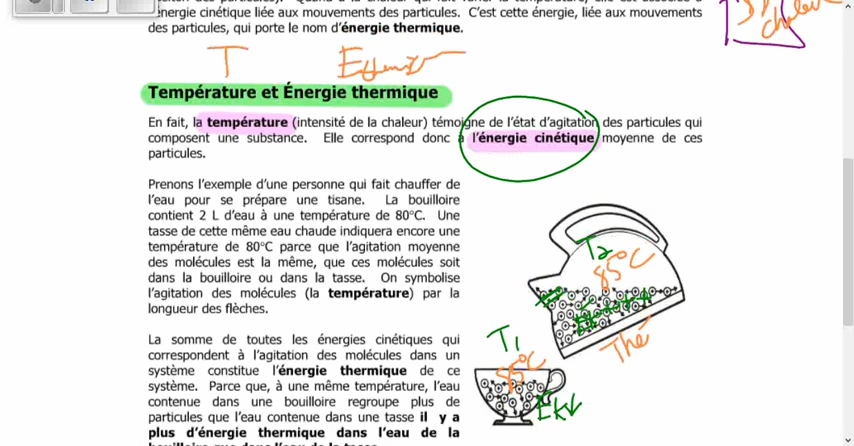 énergie cinétique liée aux mouvements des particules. C'est cette énergie, liée aux mouvements
des particules, qui porte le nom d'énergie thermique.
chaleur
T
Température et Énergie thermique
En fait, la température (intensité de la chaleur) témoigne de l'état d'agitation des particules qui
composent une substance. Elle correspond donc à l'énergie cinétique moyenne de ces
particules.
Prenons l'exemple d'une personne qui fait chauffer de
l'eau pour se prépare une tisane. La bouilloire
contient 2 L d'eau à une température de 80°C. Une
tasse de cette même eau chaude indiquera encore une
température de 80°C parce que l'agitation moyenne
des molécules est la même, que ces molécules soit
dans la bouilloire ou dans la tasse. On symbolise
l'agitation des molécules (la température) par la
longueur des flèches.
T2
85°C
Thé
T1
85°C
La somme de toutes les énergies cinétiques qui
correspondent à l'agitation des molécules dans un
système constitue l'énergie thermique de ce
système. Parce que, à une même température, l'eau
contenue dans une bouilloire regroupe plus de
particules que l'eau contenue dans une tasse il y a
plus d'énergie thermique dans l'eau de la